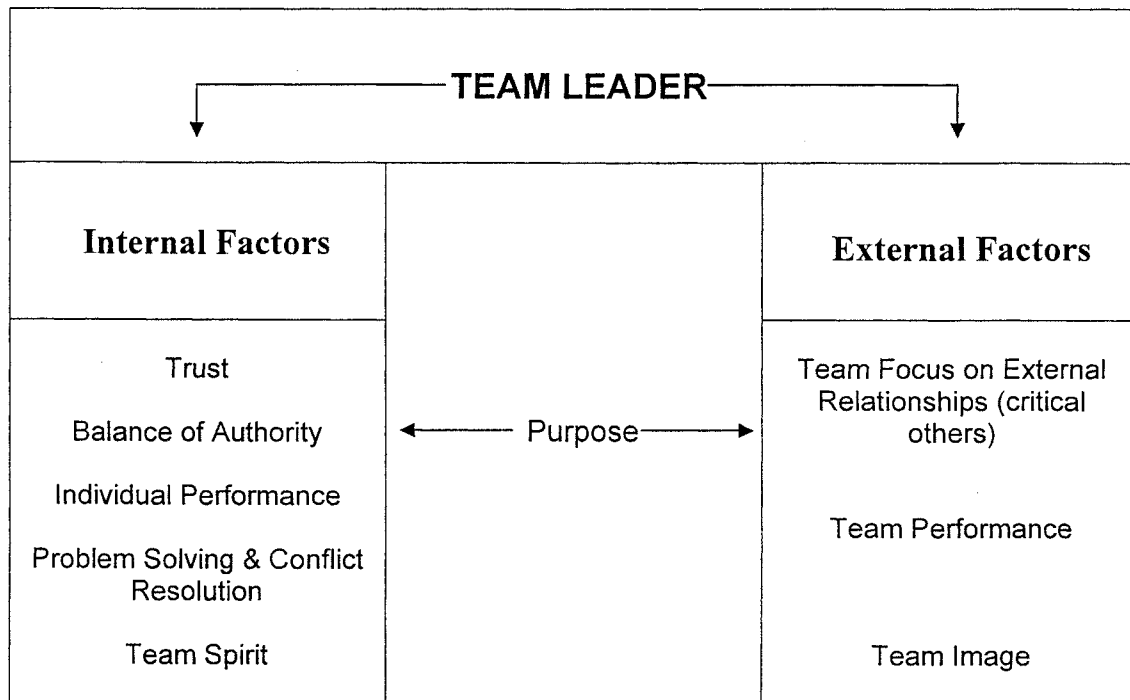 TEAM LEADER
Internal Factors
External Factors
Trust
Balance of Authority
Individual Performance
Problem Solving & Conflict
Resolution
Team Spirit
Purpose
Team Focus on External
Relationships (critical
others)
Team Performance
Team Image